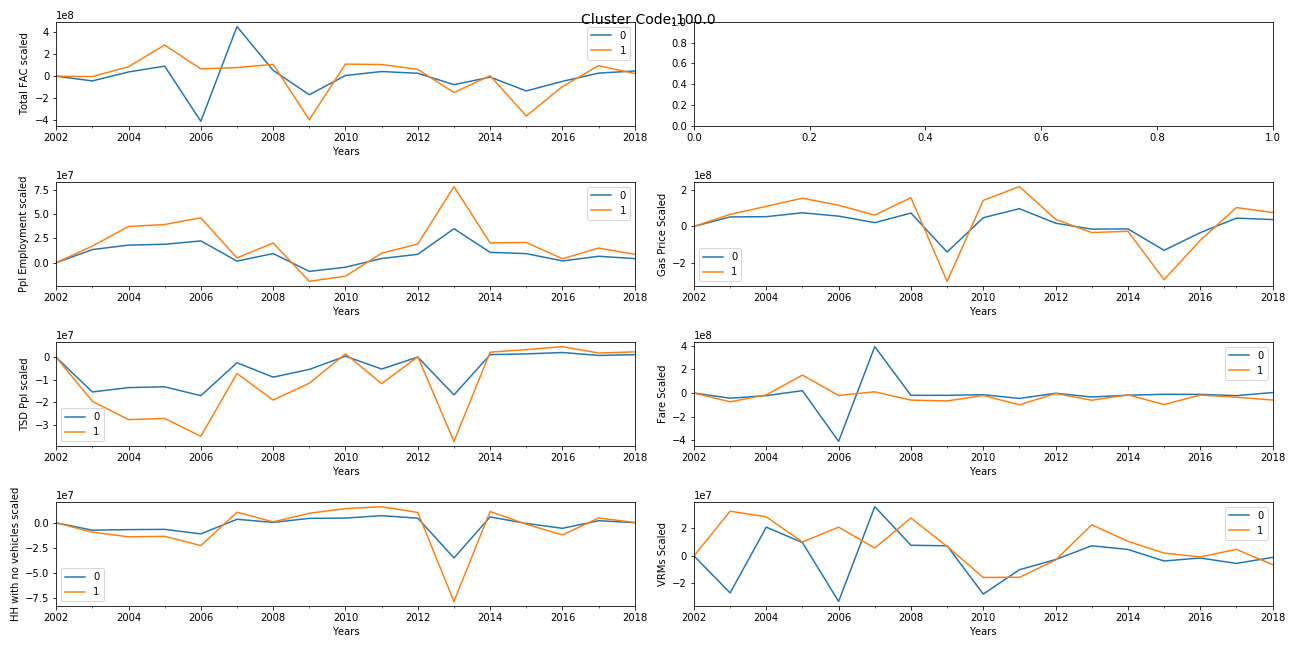 Cluster Code:100.0
1e8
Total FAC scaled
4
2
0
−2
−4
0
1
2002 2004 2006 2008 2010 2012 2014 2016 2018
Years
1.0
0.8
0.6
0.4
0.2
0.0
0.0 0.2 0.4 0.6 0.8 1.0
1e7
Ppl Employment scaled
7.5
5.0
2.5
0.0
0
1
2002 2004 2006 2008 2010 2012 2014 2016 2018
Years
1e8
Gas Price Scaled
2
0
−2
0
1
2002 2004 2006 2008 2010 2012 2014 2016 2018
Years
1e7
TSD Ppl scaled
0
−1
−2
−3
0
1
2002 2004 2006 2008 2010 2012 2014 2016 2018
Years
1e8
Fare Scaled
4
2
0
−2
−4
0
1
2002 2004 2006 2008 2010 2012 2014 2016 2018
Years
1e7
HH with no vehicles scaled
0.0
−2.5
−5.0
−7.5
0
1
2002 2004 2006 2008 2010 2012 2014 2016 2018
Years
1e7
VRMs Scaled
2
0
−2
0
1
2002 2004 2006 2008 2010 2012 2014 2016 2018
Years